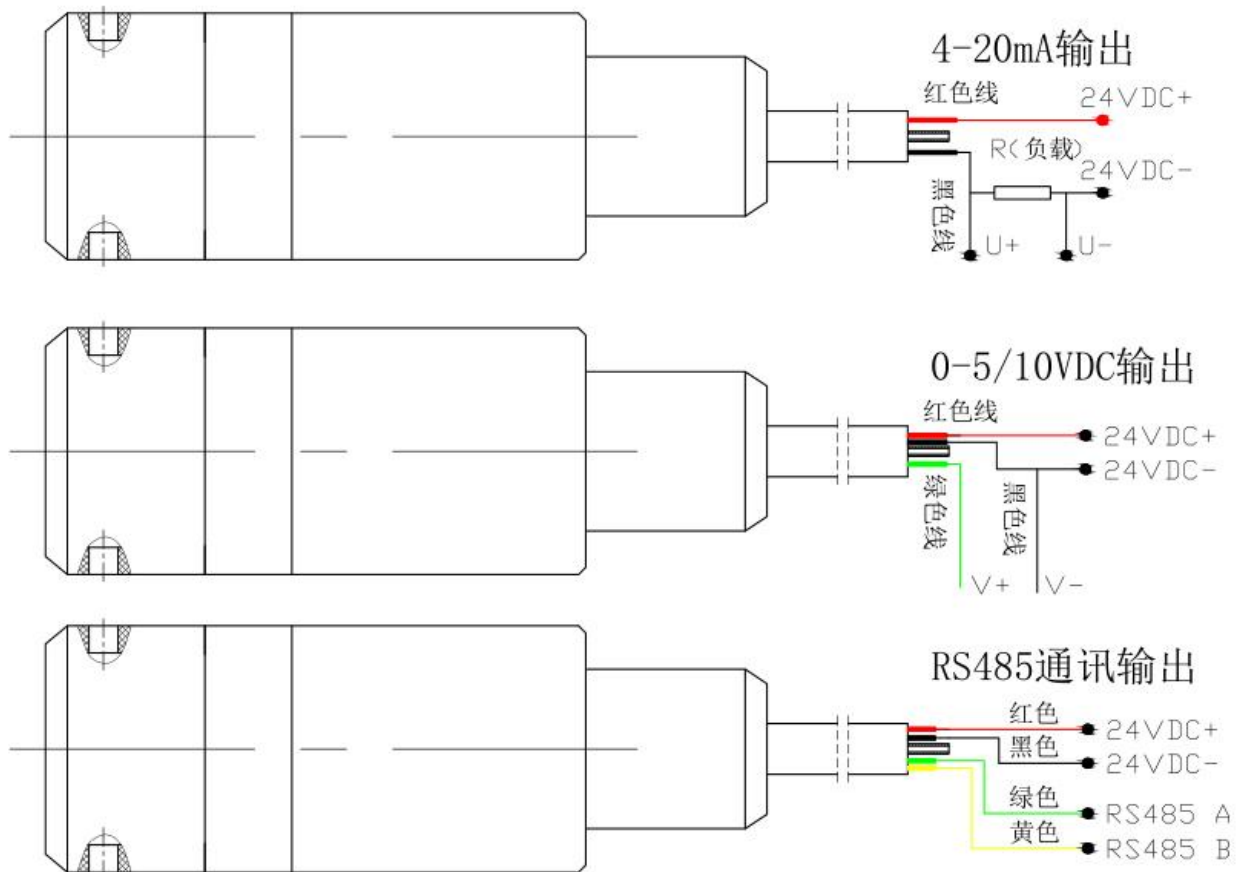 4-20mA输出
红色线
24VDC+
R(负载)
24VDC-
黑色线
U+
U-
0-5/10VDC输出
红色线
24VDC+
24VDC-
绿色线
黑色线
V+
V-
RS485通讯输出
红色
24VDC+
黑色
24VDC-
绿色
RS485 A
黄色
RS485 B